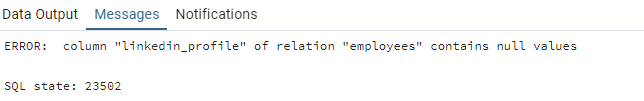 Data Output Messages Notifications
ERROR:  column "linkedin_profile" of relation "employees" contains null values
SQL state: 23502